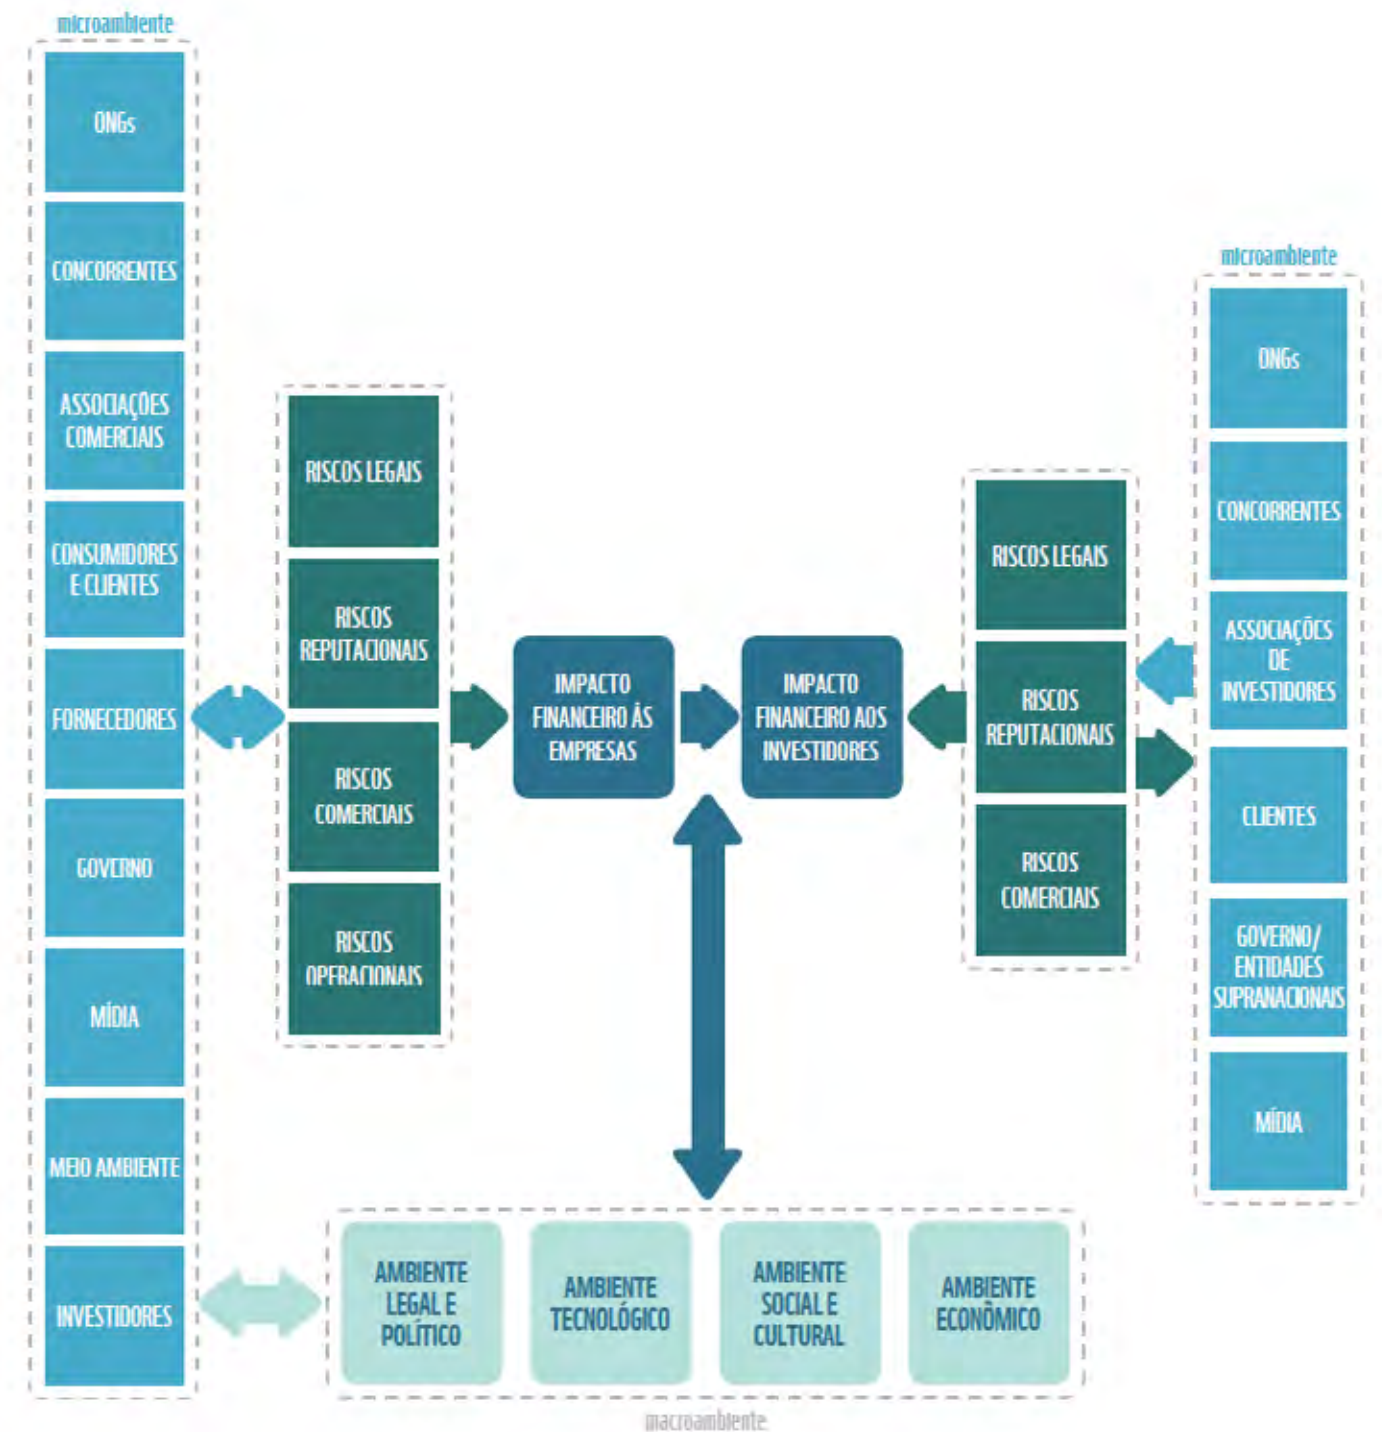 microambiente
ONGs
CONCORRENTES
ASSOCIAÇÕES
COMERCIAIS
CONSUMIDORES
E CLIENTES
FORNECEDORES
GOVERNO
MÍDIA
MEIO AMBIENTE
INVESTIDORES
RISCOS LEGAIS
RISCOS
REPUTACIONAIS
RISCOS
COMERCIAIS
RISCOS
OPERACIONAIS
IMPACTO
FINANCEIRO ÀS
EMPRESAS
IMPACTO
FINANCEIRO AOS
INVESTIDORES
RISCOS LEGAIS
RISCOS
REPUTACIONAIS
RISCOS
COMERCIAIS
microambiente
ONGs
CONCORRENTES
ASSOCIAÇÕES
DE
INVESTIDORES
CLIENTES
GOVERNO/
ENTIDADES
SUPRANACIONAIS
MÍDIA
AMBIENTE
LEGAL E
POLÍTICO
AMBIENTE
TECNOLÓGICO
AMBIENTE
SOCIAL E
CULTURAL
AMBIENTE
ECONÔMICO
macroambiente